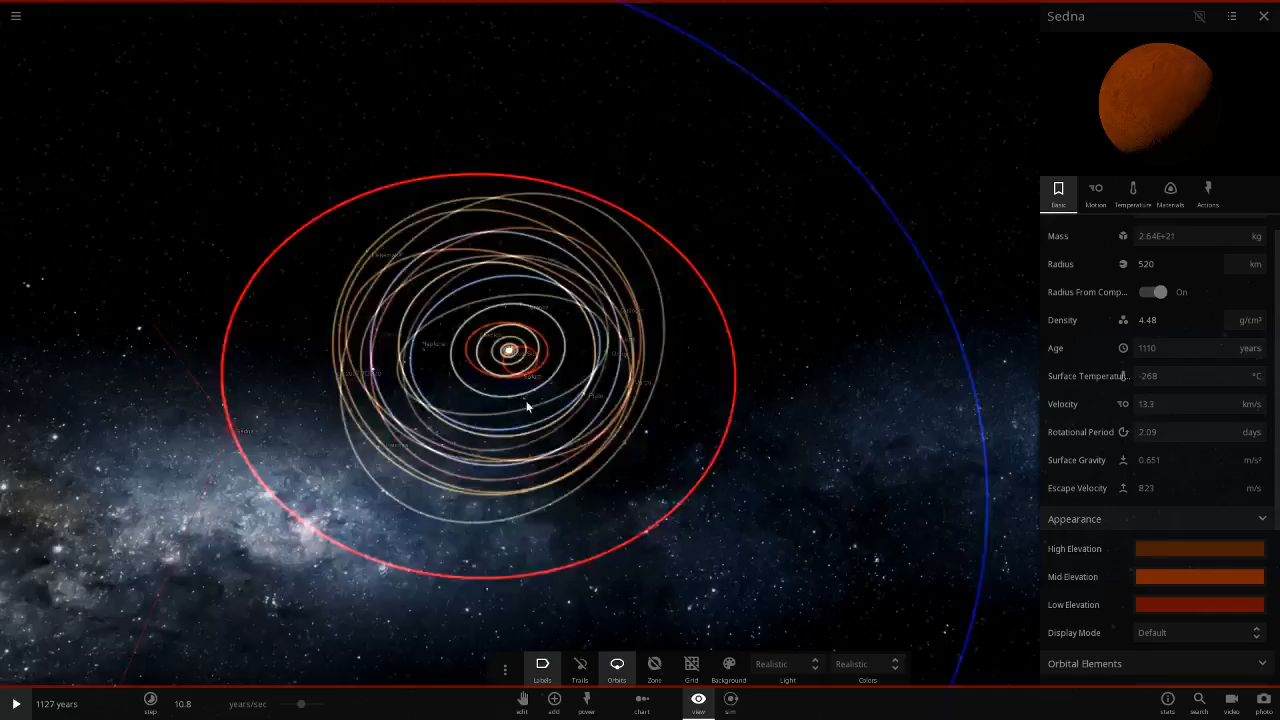 Sedna
Basic
Motion
Temperature
Materials
Actions
Mass 2.64E+21 kg
Radius 520 km
Radius From Comp... On
Density 4.48 g/cm³
Age 1110 years
Surface Temperatu... -268 °C
Velocity 13.3 km/s
Rotational Period 2.09 days
Surface Gravity 0.651 m/s²
Escape Velocity 823 m/s
Appearance
High Elevation
Mid Elevation
Low Elevation
Display Mode Default
Orbital Elements
Neptune
Pluto
Sedna
Labels
Trails
Orbits
Zone
Grid
Background
Realistic
Light
Realistic
Colors
1127 years
step
10.8 years/sec
edit
add
power
chart
view
sim
stats
search
video
photo